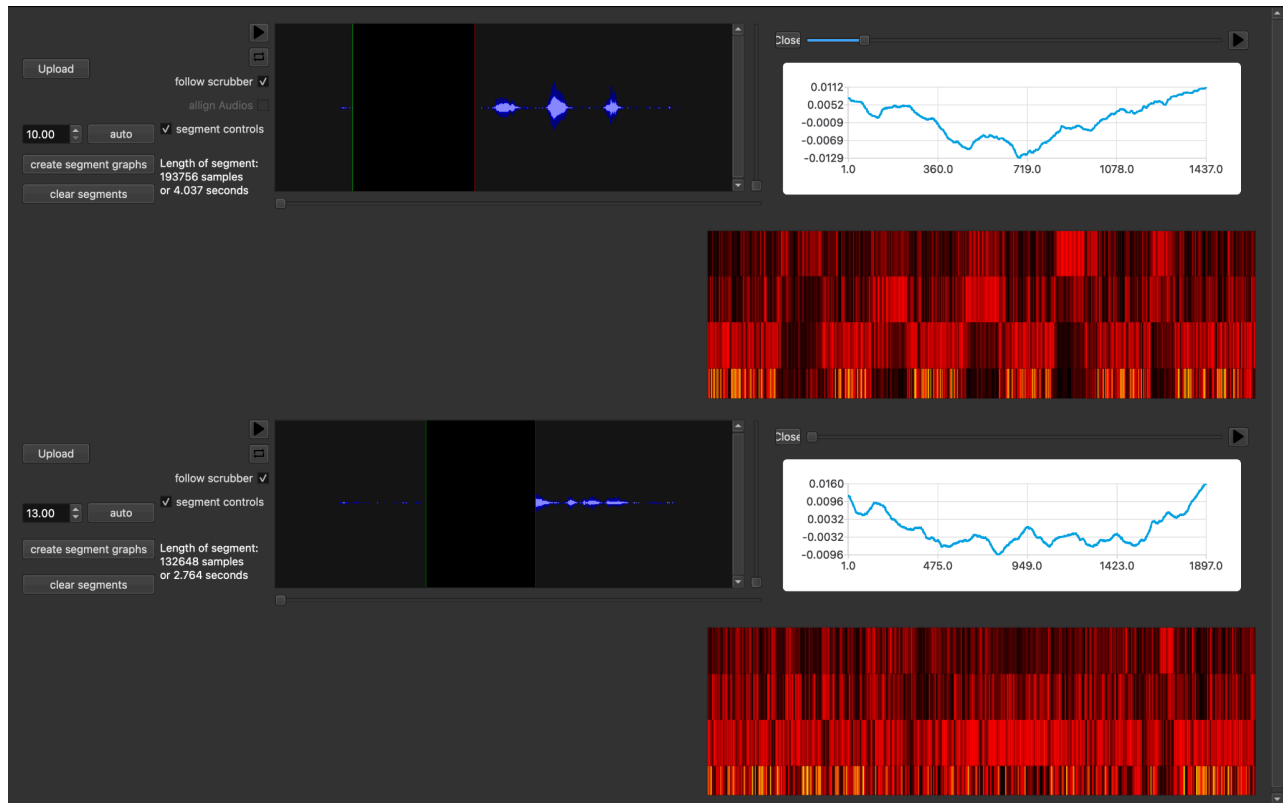 Upload
follow scrubber
allign Audios
10.00
auto
segment controls
create segment graphs
Length of segment:
193756 samples
or 4.037 seconds
clear segments
Close
0.0112
0.0052
-0.0009
-0.0069
-0.0129
1.0 360.0 719.0 1078.0 1437.0
Upload
follow scrubber
segment controls
13.00
auto
create segment graphs
Length of segment:
132648 samples
or 2.764 seconds
clear segments
Close
0.0160
0.0096
0.0032
-0.0032
-0.0096
1.0 475.0 949.0 1423.0 1897.0